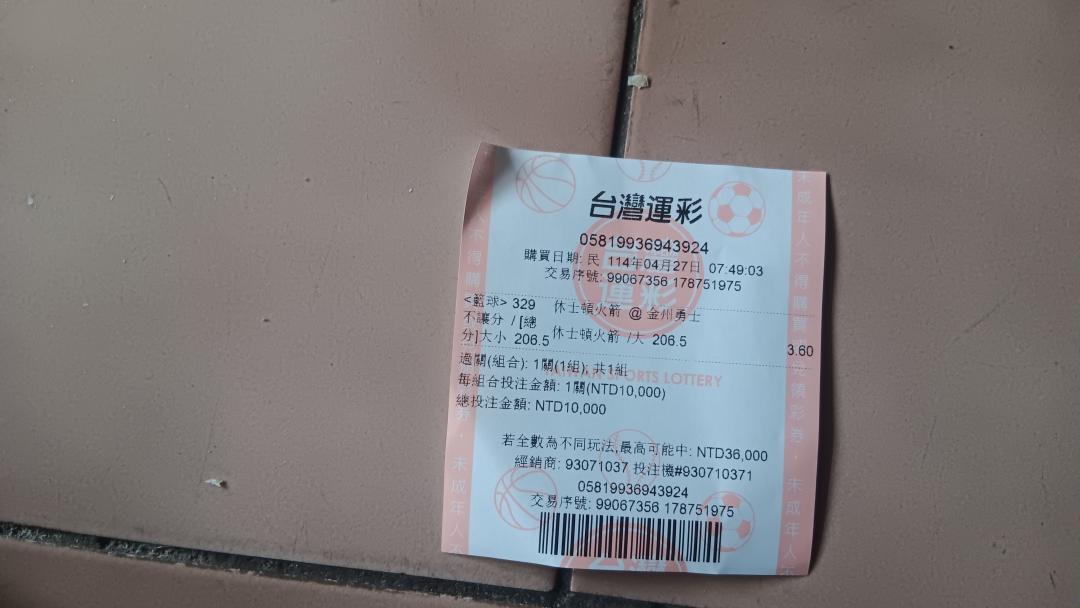 台灣運彩
05819936943924
購買日期: 民 114年04月27日 07:49:03
交易序號: 99067356 178751975
<籃球> 329 休士頓火箭 @ 金州勇士
不讓分 / [總
分]大小 206.5 休士頓火箭 /大 206.5
3.60
過關(組合): 1關(1組); 共1組
TAIWAN SPORTS LOTTERY
每組合投注金額: 1關(NTD10,000)
總投注金額: NTD10,000
若全數為不同玩法,最高可能中: NTD36,000
經銷商: 93071037 投注機#930710371
05819936943924
交易序號: 99067356 178751975
未成年人不得購買或兌領彩券